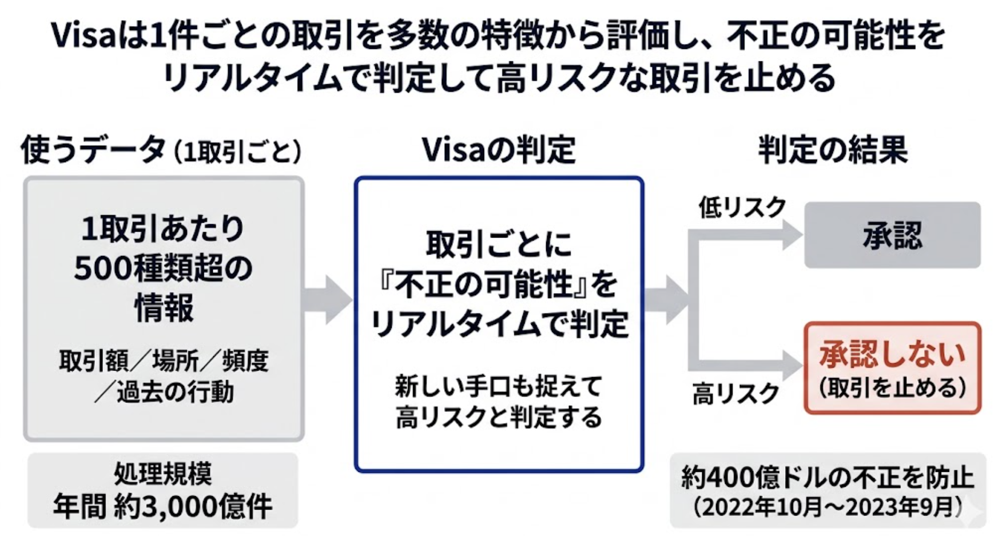 Visaは1件ごとの取引を多数の特徴から評価し、不正の可能性を
リアルタイムで判定して高リスクな取引を止める
使うデータ（1取引ごと）
1取引あたり
500種類超の
情報
取引額／場所／頻度
／過去の行動
処理規模
年間 約3,000億件
Visaの判定
取引ごとに
『不正の可能性』を
リアルタイムで判定
新しい手口も捉えて
高リスクと判定する
判定の結果
低リスク
承認
高リスク
承認しない
（取引を止める）
約400億ドルの不正を防止
（2022年10月～2023年9月）